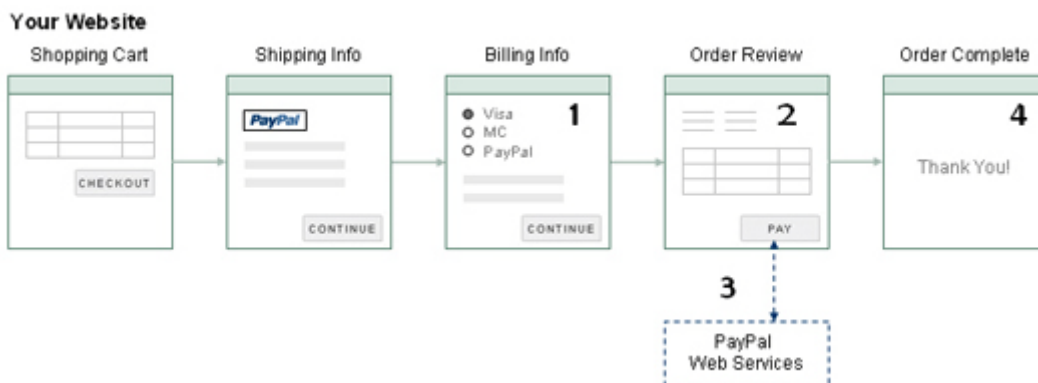 Your Website
Shopping Cart
Shipping Info
Billing Info
Order Review
Order Complete
CHECKOUT
PayPal
CONTINUE
1
Visa
MC
PayPal
CONTINUE
2
PAY
4
Thank You!
3
PayPal
Web Services